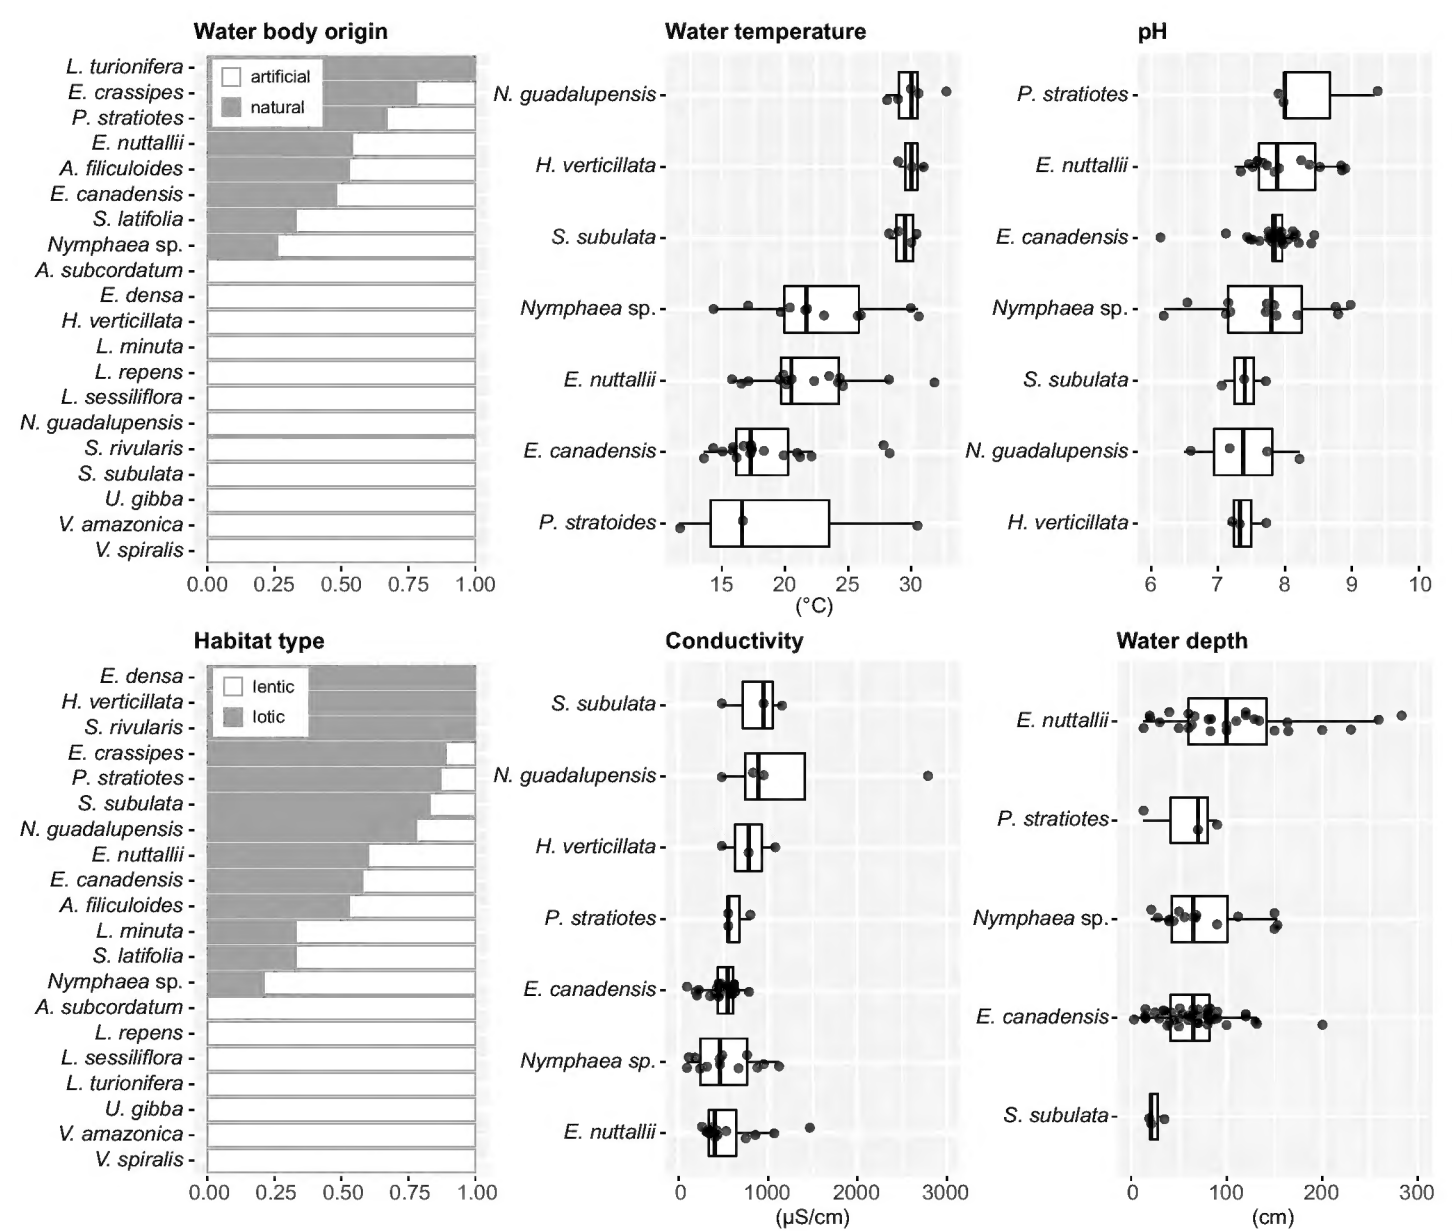 Water body origin
artificial
natural
L. turionifera
E. crassipes
P. stratiotes
E. nuttallii
A. filiculoides
E. canadensis
S. latifolia
Nymphaea sp.
A. subcordatum
E. densa
H. verticillata
L. minuta
L. repens
L. sessiliflora
N. guadalupensis
S. rivularis
S. subulata
U. gibba
V. amazonica
V. spiralis
0.00 0.25 0.50 0.75 1.00
Water temperature
N. guadalupensis
H. verticillata
S. subulata
Nymphaea sp.
E. nuttallii
E. canadensis
P. stratoides
15 20 25 30
(°C)
pH
P. stratiotes
E. nuttallii
E. canadensis
Nymphaea sp.
S. subulata
N. guadalupensis
H. verticillata
6 7 8 9 10
Habitat type
lentic
lotic
E. densa
H. verticillata
S. rivularis
E. crassipes
P. stratiotes
S. subulata
N. guadalupensis
E. nuttallii
E. canadensis
A. filiculoides
L. minuta
S. latifolia
Nymphaea sp.
A. subcordatum
L. repens
L. sessiliflora
L. turionifera
U. gibba
V. amazonica
V. spiralis
0.00 0.25 0.50 0.75 1.00
Conductivity
S. subulata
N. guadalupensis
H. verticillata
P. stratiotes
E. canadensis
Nymphaea sp.
E. nuttallii
0 1000 2000 3000
(µS/cm)
Water depth
E. nuttallii
P. stratiotes
Nymphaea sp.
E. canadensis
S. subulata
0 100 200 300
(cm)